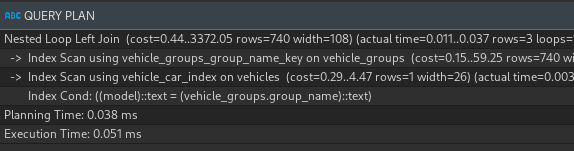 ABC QUERY PLAN
Nested Loop Left Join (cost=0.44..3372.05 rows=740 width=108) (actual time=0.011..0.037 rows=3 loops=
-> Index Scan using vehicle_groups_group_name_key on vehicle_groups (cost=0.15..59.25 rows=740 w
-> Index Scan using vehicle_car_index on vehicles (cost=0.29..4.47 rows=1 width=26) (actual time=0.003
Index Cond: ((model)::text = (vehicle_groups.group_name)::text)
Planning Time: 0.038 ms
Execution Time: 0.051 ms